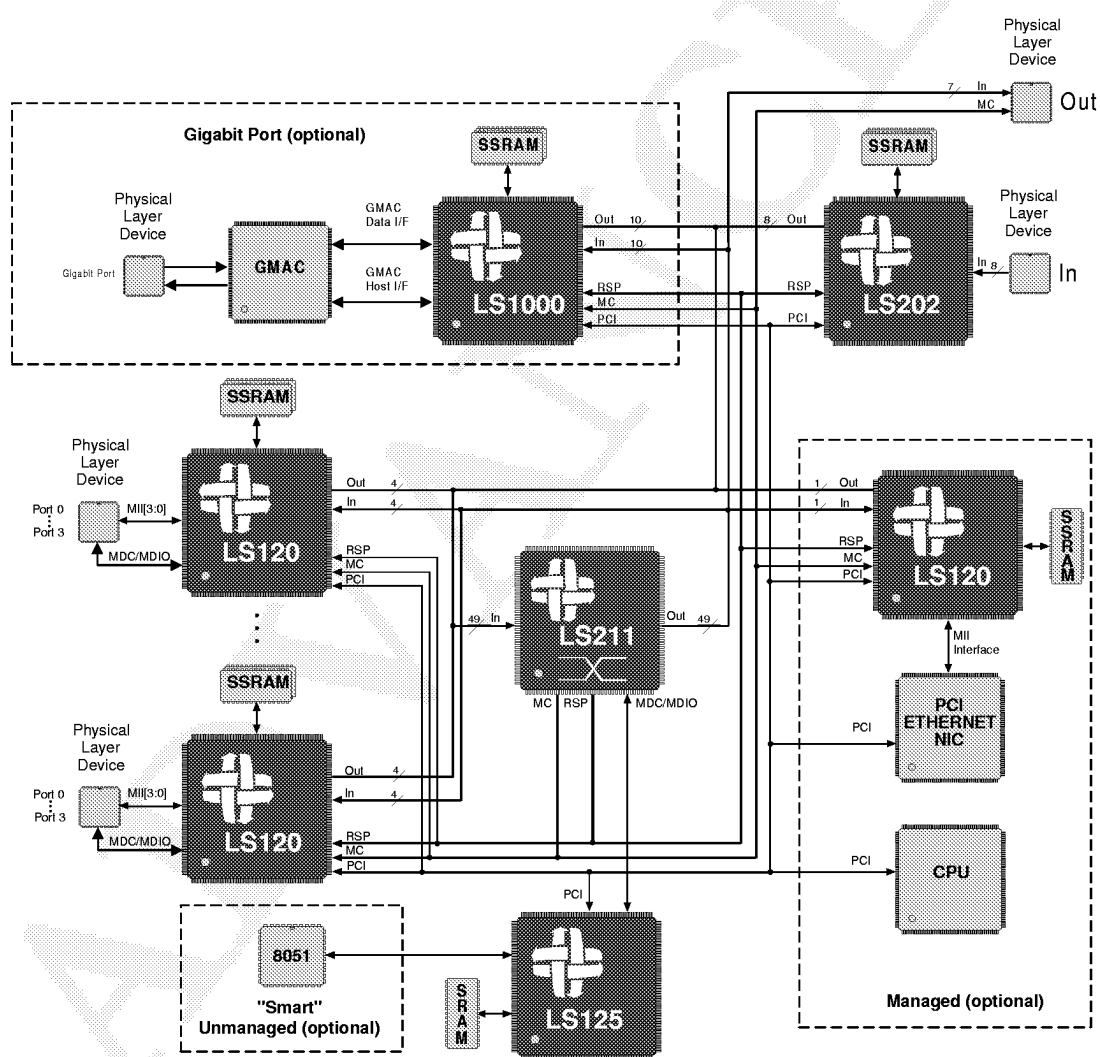 Physical
Layer
Device
7 In
MC
Out
Gigabit Port (optional)
SSRAM
SSRAM
Physical
Layer
Device
GMAC
Data I/F
Out 10
8 Out
Physical
Layer
Device
Gigabit Port
GMAC
In 10
In 8
In
GMAC
Host I/F
LS1000
RSP
MC
PCI
RSP
PCI
LS202
SSRAM
Physical
Layer
Device
Out 4
In 4
1 Out
1 In
Port 0
Port 3
MII[3:0]
MDC/MDIO
LS120
RSP
MC
PCI
RSP
MC
PCI
LS120
SSRAM
49 In
LS211
Out 49
MII
Interface
SSRAM
MC
RSP
MDC/MDIO
PCI
PCI
ETHERNET
NIC
Physical
Layer
Device
Out 4
In 4
Port 0
Port 3
MII[3:0]
MDC/MDIO
LS120
RSP
MC
PCI
PCI
PCI
CPU
8051
"Smart"
Unmanaged (optional)
SRAM
LS125
Managed (optional)